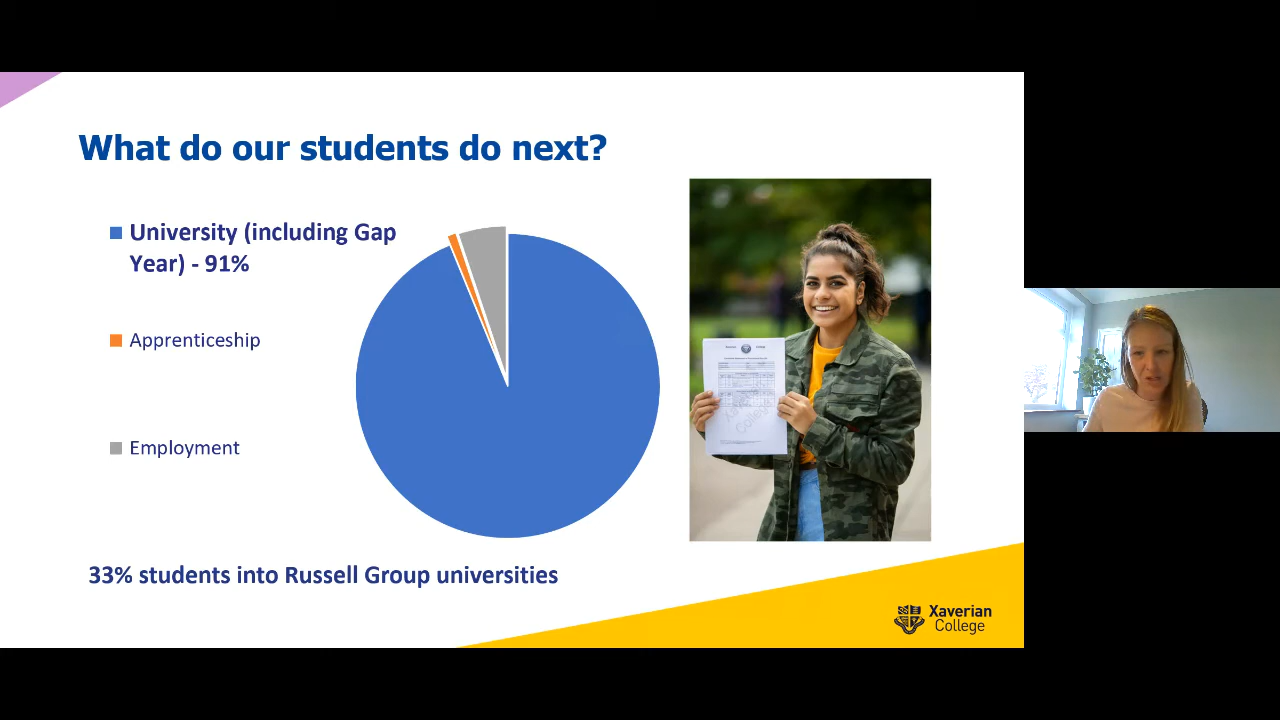 What do our students do next?
University (including Gap
Year) - 91%
Apprenticeship
Employment
33% students into Russell Group universities
Xaverian
College